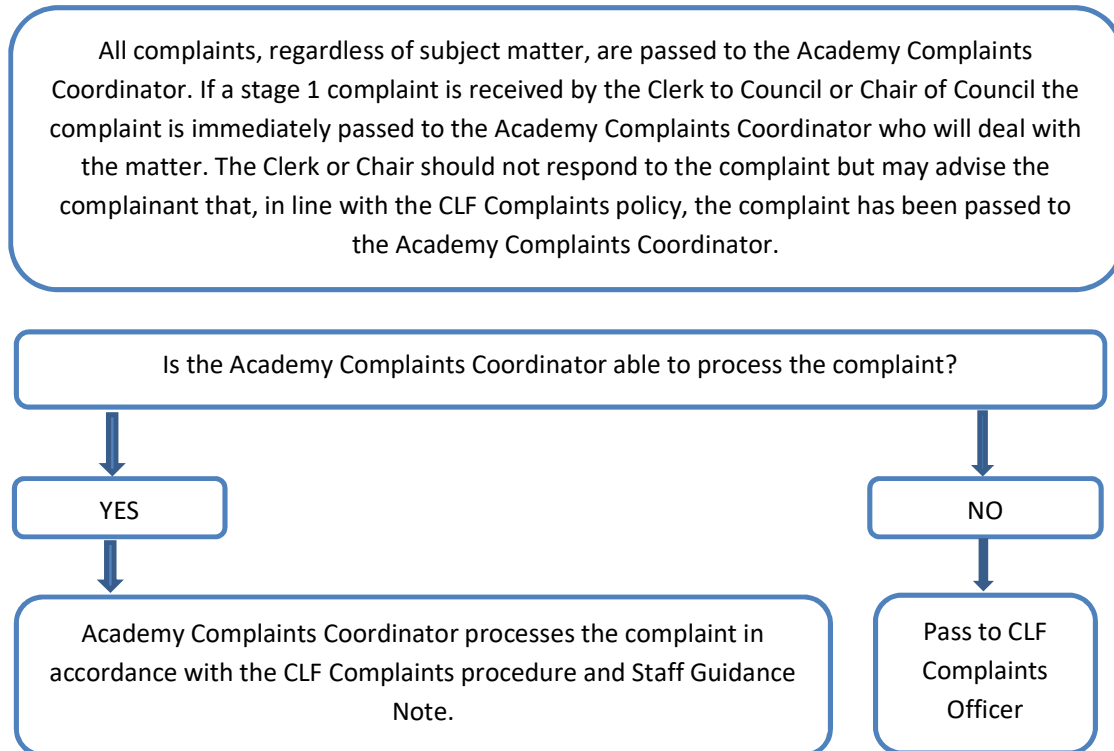 All complaints, regardless of subject matter, are passed to the Academy Complaints
Coordinator. If a stage 1 complaint is received by the Clerk to Council or Chair of Council the
complaint is immediately passed to the Academy Complaints Coordinator who will deal with
the matter. The Clerk or Chair should not respond to the complaint but may advise the
complainant that, in line with the CLF Complaints policy, the complaint has been passed to
the Academy Complaints Coordinator.
Is the Academy Complaints Coordinator able to process the complaint?
YES
NO
Academy Complaints Coordinator processes the complaint in
accordance with the CLF Complaints procedure and Staff Guidance
Note.
Pass to CLF
Complaints
Officer